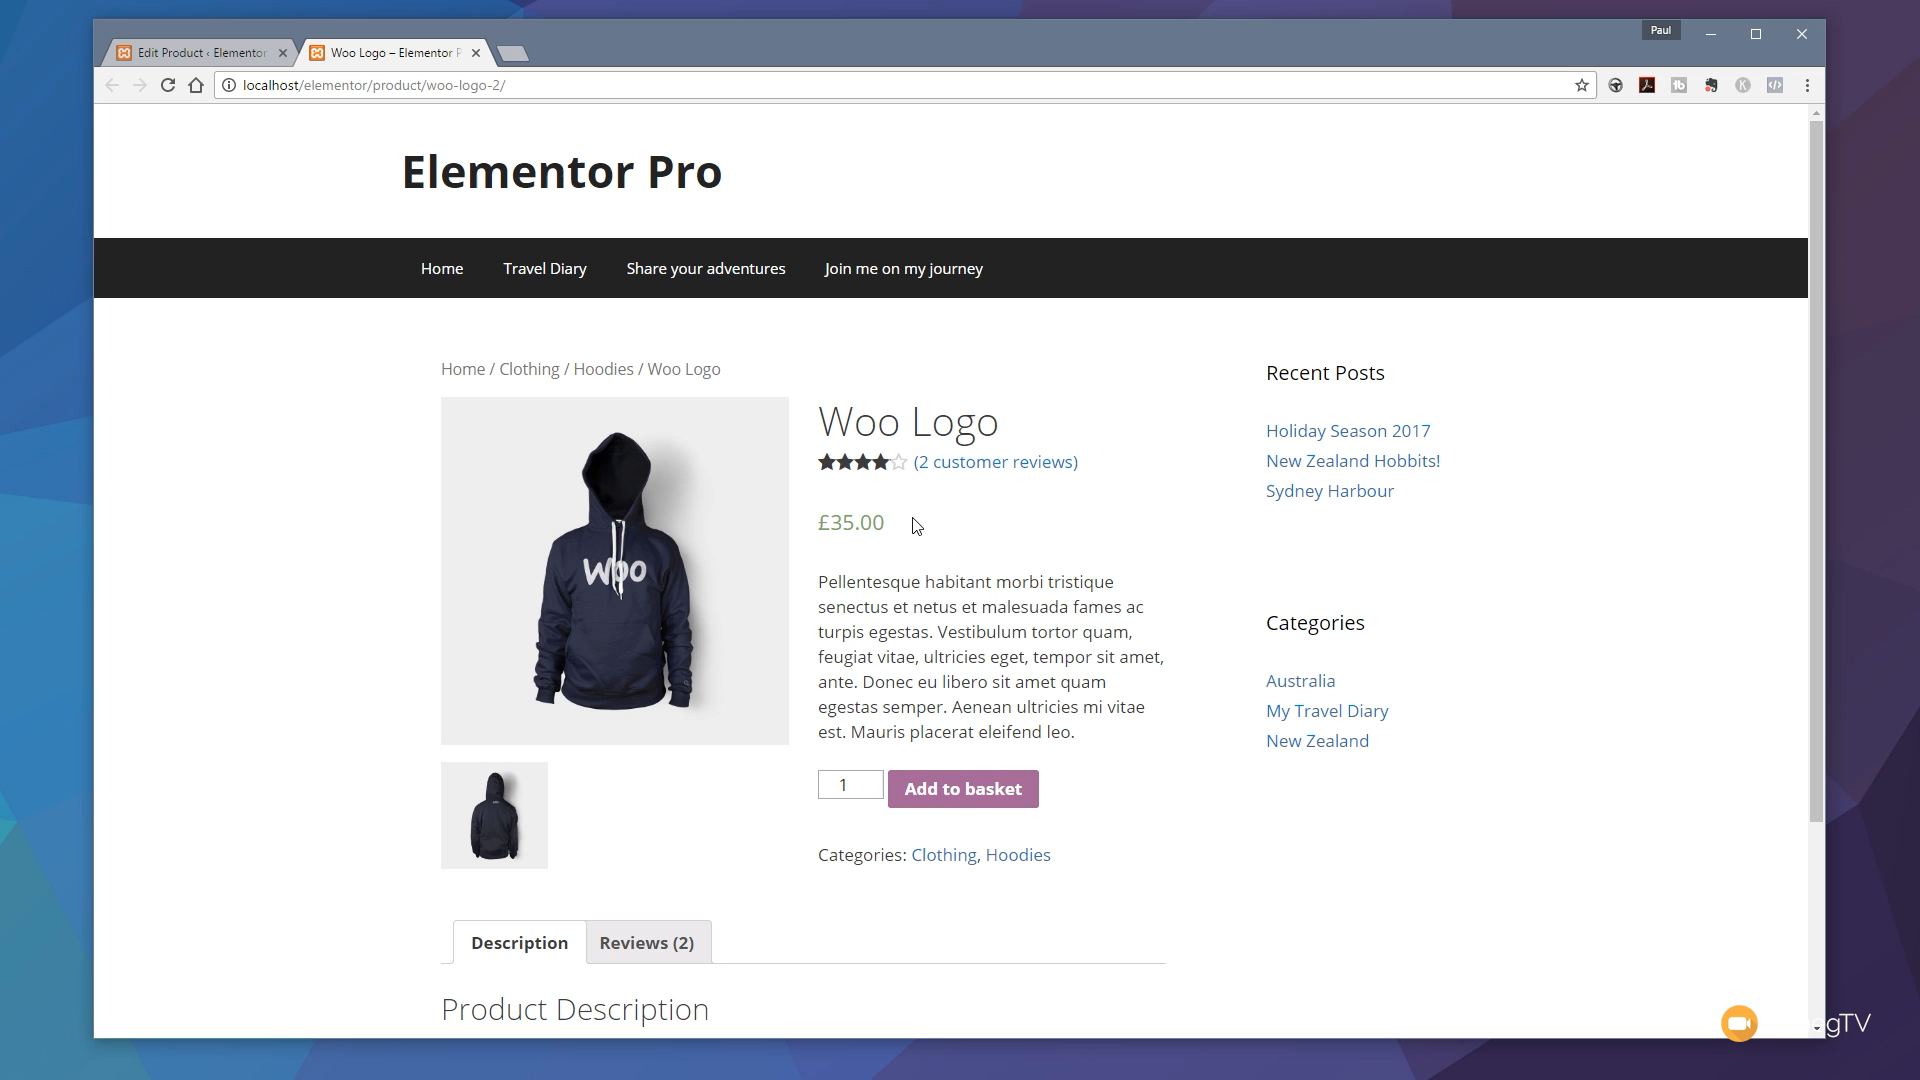 Paul
Edit Product ‹ Elementor
Woo Logo – Elementor P
localhost/elementor/product/woo-logo-2/
Elementor Pro
Home
Travel Diary
Share your adventures
Join me on my journey
Home / Clothing / Hoodies / Woo Logo
Woo
Woo Logo
(2 customer reviews)
£35.00
Pellentesque habitant morbi tristique
senectus et netus et malesuada fames ac
turpis egestas. Vestibulum tortor quam,
feugiat vitae, ultricies eget, tempor sit amet,
ante. Donec eu libero sit amet quam
egestas semper. Aenean ultricies mi vitae
est. Mauris placerat eleifend leo.
1
Add to basket
Categories: Clothing, Hoodies
Recent Posts
Holiday Season 2017
New Zealand Hobbits!
Sydney Harbour
Categories
Australia
My Travel Diary
New Zealand
Description
Reviews (2)
Product Description